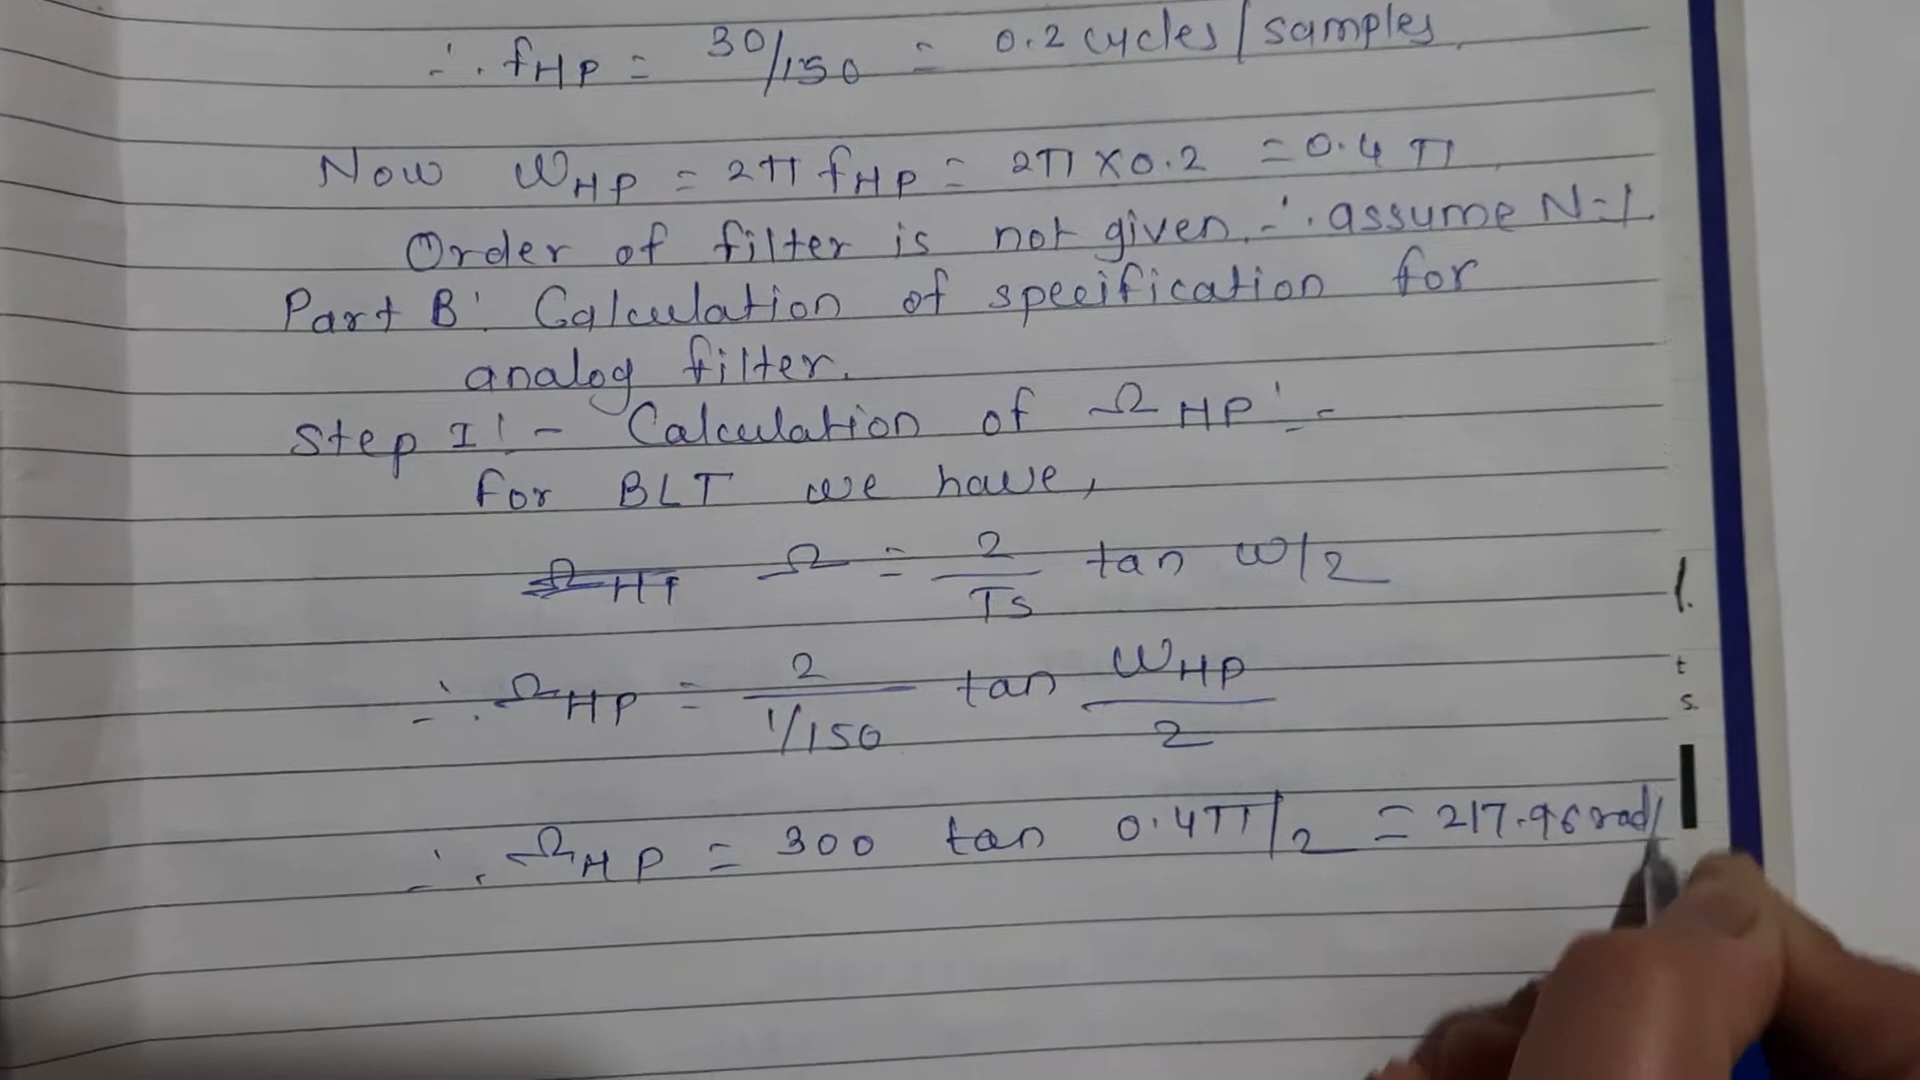 ∴ fHP = 30/150 = 0.2 cycles/samples
Now ωHP = 2π fHP = 2π × 0.2 = 0.4 π
Order of filter is not given. ∴ assume N=1.
Part B: Calculation of specification for
analog filter.
Step I :- Calculation of ΩHP :-
for BLT we have,
Ω = 2/Ts tan ω/2
∴ ΩHP = 2/(1/150) tan ωHP/2
∴ ΩHP = 300 tan 0.4π/2 = 217.96 rad/